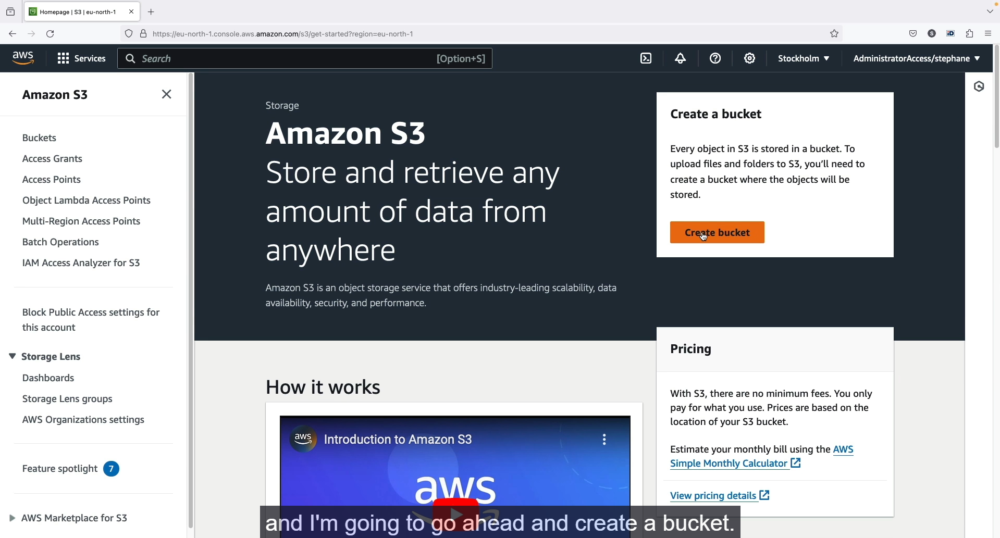 Homepage | S3 | eu-north-1
https://eu-north-1.console.aws.amazon.com/s3/get-started?region=eu-north-1
S
iD
aws
Services
Search
[Option+S]
Stockholm
AdministratorAccess/stephane
Amazon S3
Buckets
Access Grants
Access Points
Object Lambda Access Points
Multi-Region Access Points
Batch Operations
IAM Access Analyzer for S3
Block Public Access settings for
this account
Storage Lens
Dashboards
Storage Lens groups
AWS Organizations settings
Feature spotlight 7
AWS Marketplace for S3
Storage
Amazon S3
Store and retrieve any
amount of data from
anywhere
Amazon S3 is an object storage service that offers industry-leading scalability, data
availability, security, and performance.
Create a bucket
Every object in S3 is stored in a bucket. To
upload files and folders to S3, you'll need to
create a bucket where the objects will be
stored.
Create bucket
How it works
aws
Introduction to Amazon S3
aws
Pricing
With S3, there are no minimum fees. You only
pay for what you use. Prices are based on the
location of your S3 bucket.
Estimate your monthly bill using the AWS
Simple Monthly Calculator
View pricing details
and I'm going to go ahead and create a bucket.